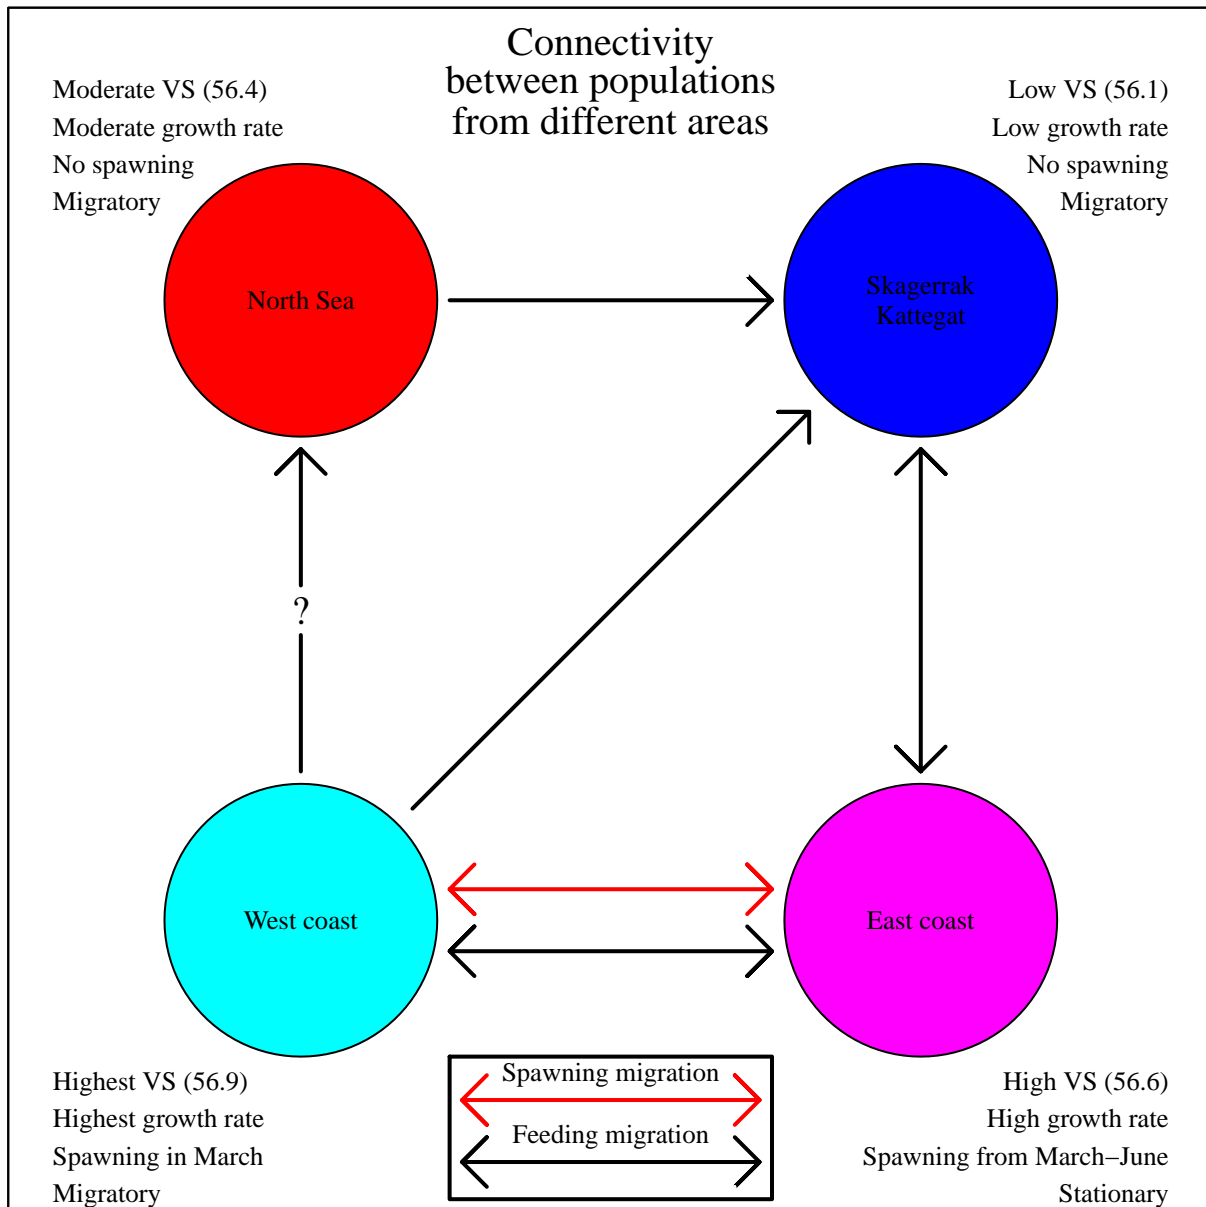 Connectivity
between populations
from different areas
Moderate VS (56.4)
Moderate growth rate
No spawning
Migratory
Low VS (56.1)
Low growth rate
No spawning
Migratory
North Sea
Skagerrak
Kattegat
?
West coast
East coast
Highest VS (56.9)
Highest growth rate
Spawning in March
Migratory
Spawning migration
Feeding migration
High VS (56.6)
High growth rate
Spawning from March−June
Stationary